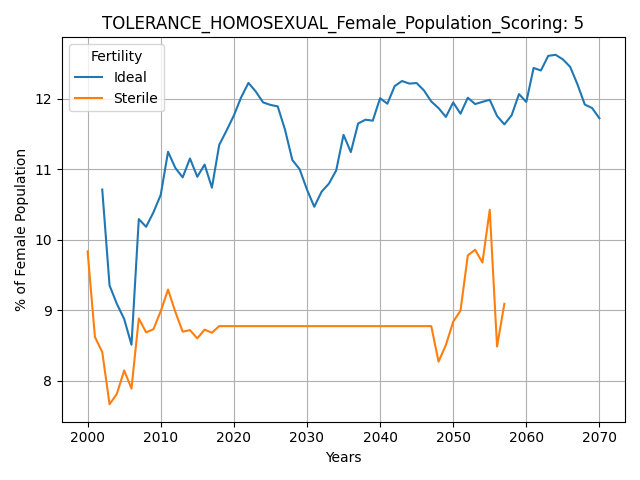 TOLERANCE_HOMOSEXUAL_Female_Population_Scoring: 5
Fertility
Ideal
Sterile
% of Female Population
12
11
10
9
8
2000 2010 2020 2030 2040 2050 2060 2070
Years